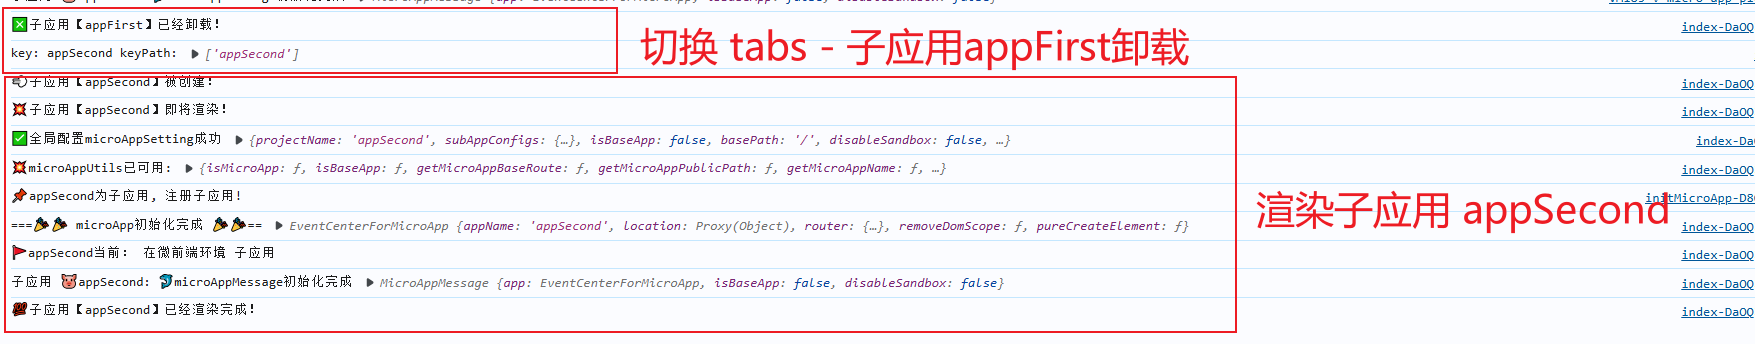 ❎子应用【appFirst】已经卸载!
index-DaOQ
key: appSecond keyPath: ▶ ['appSecond']
切换 tabs - 子应用appFirst卸载
子应用【appSecond】被创建!
index-DaOQ
💥子应用【appSecond】即将渲染!
index-DaOQ
✅全局配置microAppSetting成功 ▶ {projectName: 'appSecond', subAppConfigs: {…}, isBaseApp: false, basePath: '/', disableSandbox: false, …}
index-Da
💥microAppUtils已可用: ▶ {isMicroApp: ƒ, isBaseApp: ƒ, getMicroAppBaseRoute: ƒ, getMicroAppPublicPath: ƒ, getMicroAppName: ƒ, …}
index-DaOQ
📌appSecond为子应用, 注册子应用!
initMicroApp-D8
渲染子应用 appSecond
===🎉🎉 microApp初始化完成 🎉🎉== ▶ EventCenterForMicroApp {appName: 'appSecond', location: Proxy(Object), router: {…}, removeDomScope: ƒ, pureCreateElement: ƒ}
index-DaOQ
🚩appSecond当前: 在微前端环境 子应用
index-DaOQ
子应用 🐷appSecond: 🐬microAppMessage初始化完成 ▶ MicroAppMessage {app: EventCenterForMicroApp, isBaseApp: false, disableSandbox: false}
index-DaOQ
子应用【appSecond】已经渲染完成!
index-DaOQ